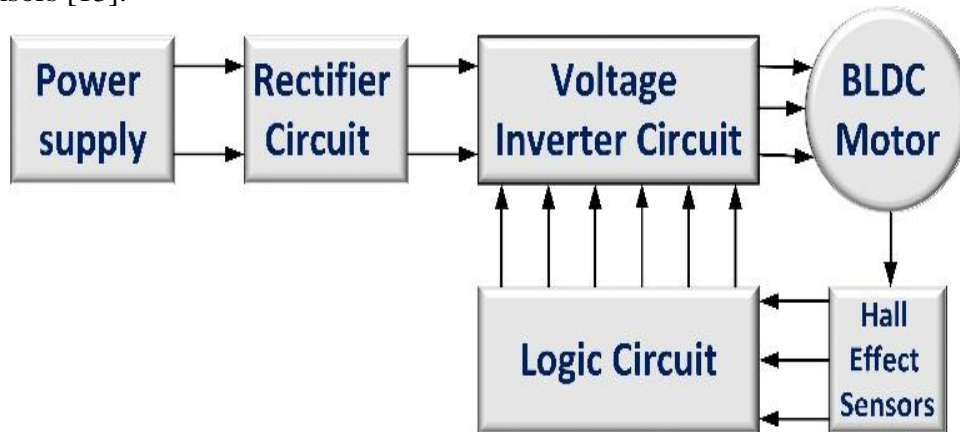 Power
supply
Rectifier
Circuit
Voltage
Inverter Circuit
BLDC
Motor
Logic Circuit
Hall
Effect
Sensors